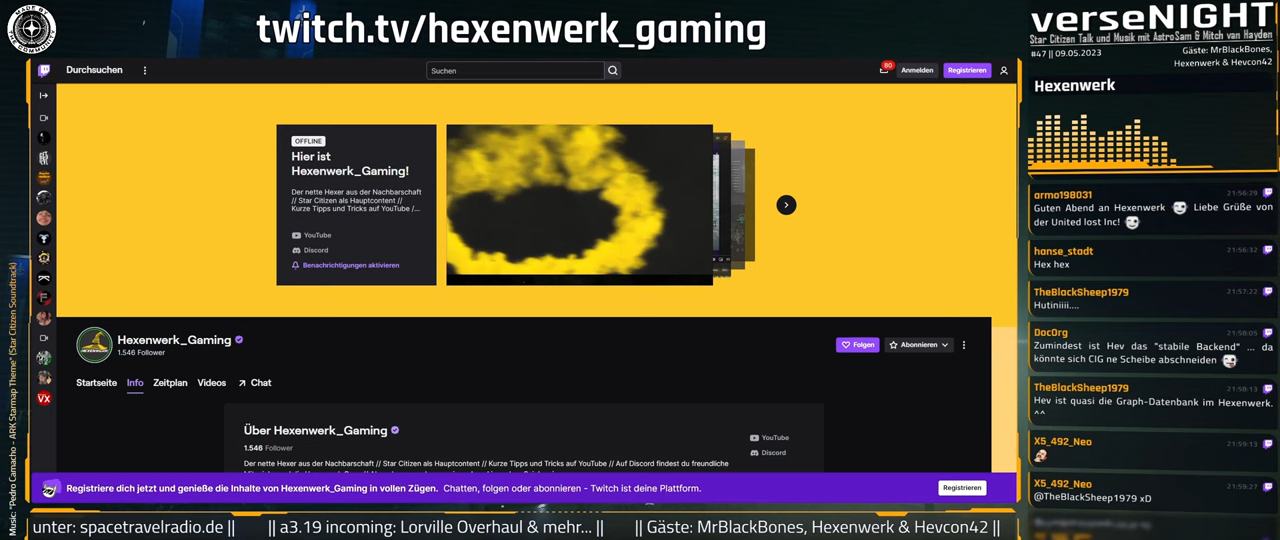 MADE BY
THE COMMUNITY
twitch.tv/hexenwerk_gaming
verseNIGHT
Star Citizen Talk und Musik mit AstroSam & Mitch van Hayden
#47 || 09.05.2023
Gäste: MrBlackBones,
Hexenwerk & Hevcon42
Durchsuchen
Suchen
80
Anmelden
Registrieren
OFFLINE
Hier ist
Hexenwerk_Gaming!
Der nette Hexer aus der Nachbarschaft
// Star Citizen als Hauptcontent //
Kurze Tipps und Tricks auf YouTube /...
YouTube
Discord
Benachrichtigungen aktivieren
Hexenwerk_Gaming
1.546 Follower
Folgen
Abonnieren
Startseite
Info
Zeitplan
Videos
Chat
Über Hexenwerk_Gaming
1.546 Follower
Der nette Hexer aus der Nachbarschaft // Star Citizen als Hauptcontent // Kurze Tipps und Tricks auf YouTube // Auf Discord findest du freundliche
YouTube
Discord
VX
Registriere dich jetzt und genieße die Inhalte von Hexenwerk_Gaming in vollen Zügen. Chatten, folgen oder abonnieren - Twitch ist deine Plattform.
Registrieren
Hexenwerk
armo198031 21:56:29
Guten Abend an Hexenwerk Liebe Grüße von
der United lost Inc!
hanse_stadt 21:56:32
Hex hex
TheBlackSheep1979 21:57:22
Hutiniiii....
DocOrg 21:58:05
Zumindest ist Hev das "stabile Backend" ... da
könnte sich CIG ne Scheibe abschneiden
TheBlackSheep1979 21:58:13
Hev ist quasi die Graph-Datenbank im Hexenwerk.
^^
X5_492_Neo 21:59:13
X5_492_Neo 21:59:27
@TheBlackSheep1979 xD
Music: "Pedro Camacho - ARK Starmap Theme" (Star Citizen Soundtrack)
unter: spacetravelradio.de || || a3.19 incoming: Lorville Overhaul & mehr... || || Gäste: MrBlackBones, Hexenwerk & Hevcon42 ||